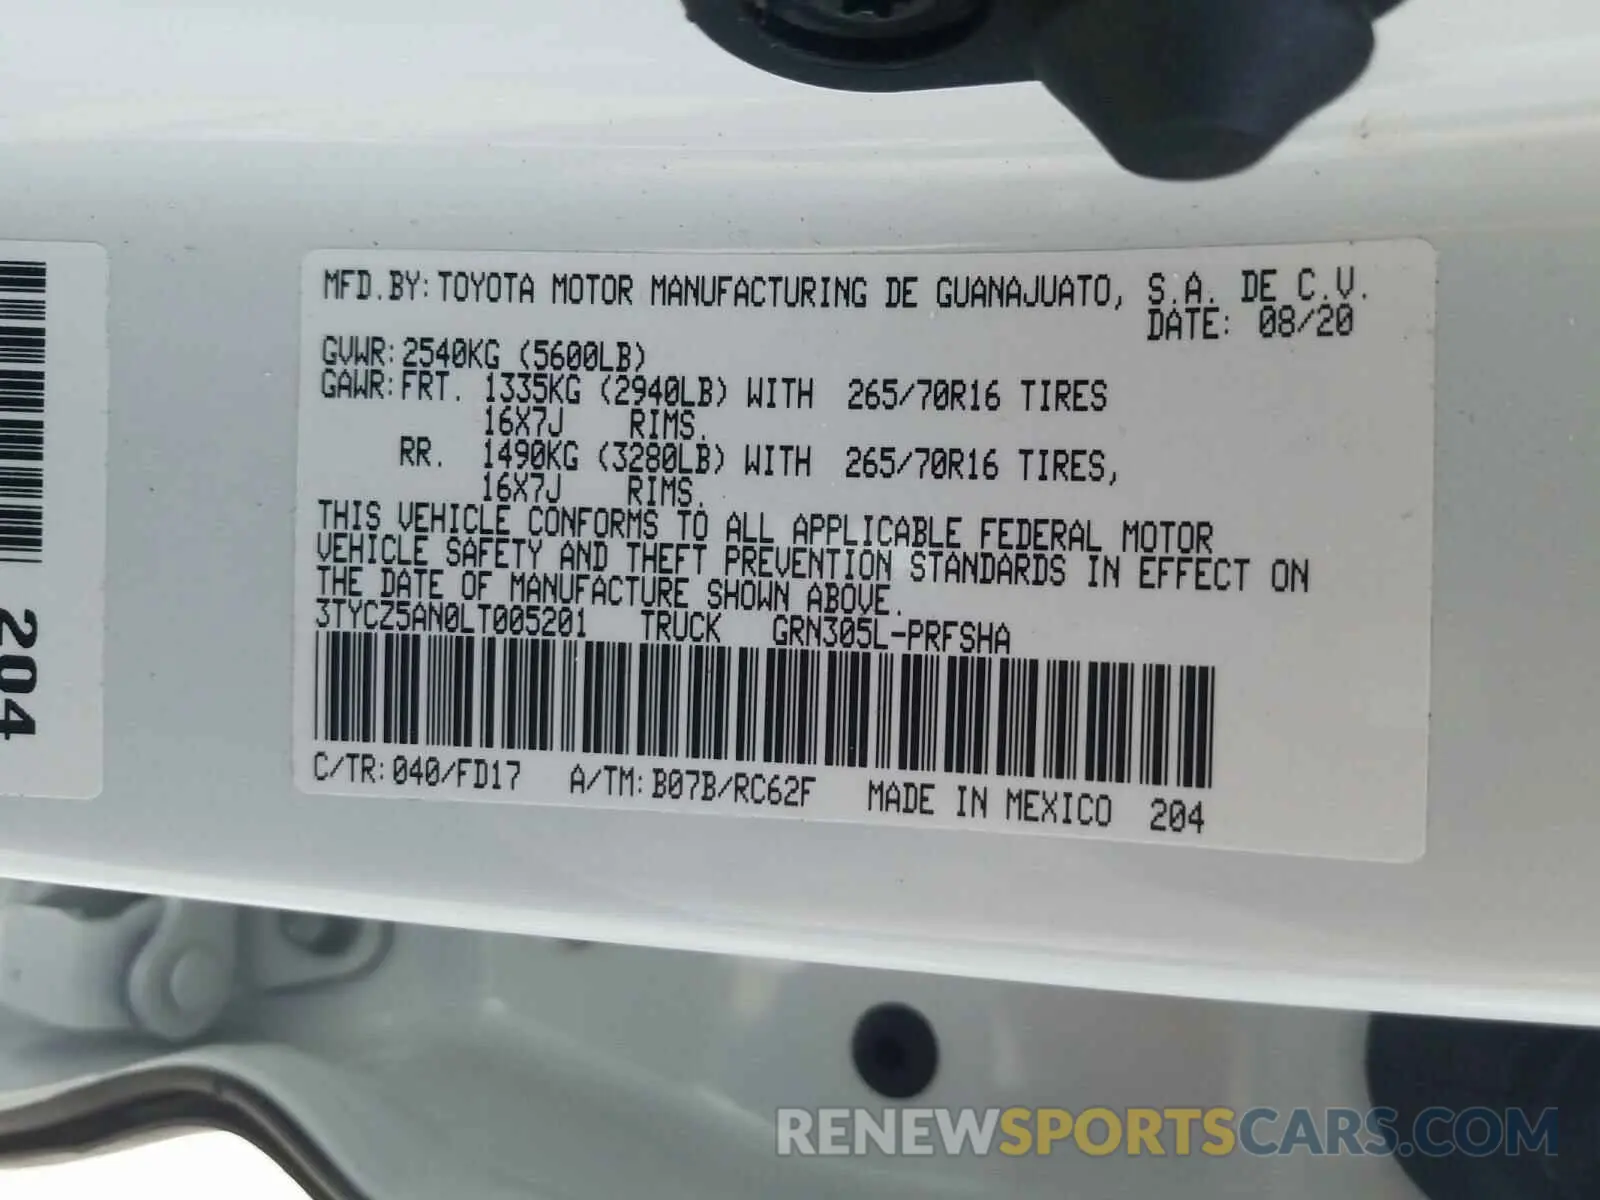 MFD.BY: TOYOTA MOTOR MANUFACTURING DE GUANAJUATO, S.A. DE C.V.
DATE: 08/20
GVWR: 2540KG (5600LB)
GAWR: FRT. 1335KG (2940LB) WITH 265/70R16 TIRES
16X7J RIMS.
RR. 1490KG (3280LB) WITH 265/70R16 TIRES,
16X7J RIMS.
THIS VEHICLE CONFORMS TO ALL APPLICABLE FEDERAL MOTOR
VEHICLE SAFETY AND THEFT PREVENTION STANDARDS IN EFFECT ON
THE DATE OF MANUFACTURE SHOWN ABOVE.
3TYCZ5AN0LT005201 TRUCK GRN305L-PRFSHA
C/TR: 040/FD17 A/TM: B07B/RC62F MADE IN MEXICO 204
204
RENEWSPORTSCARS.COM